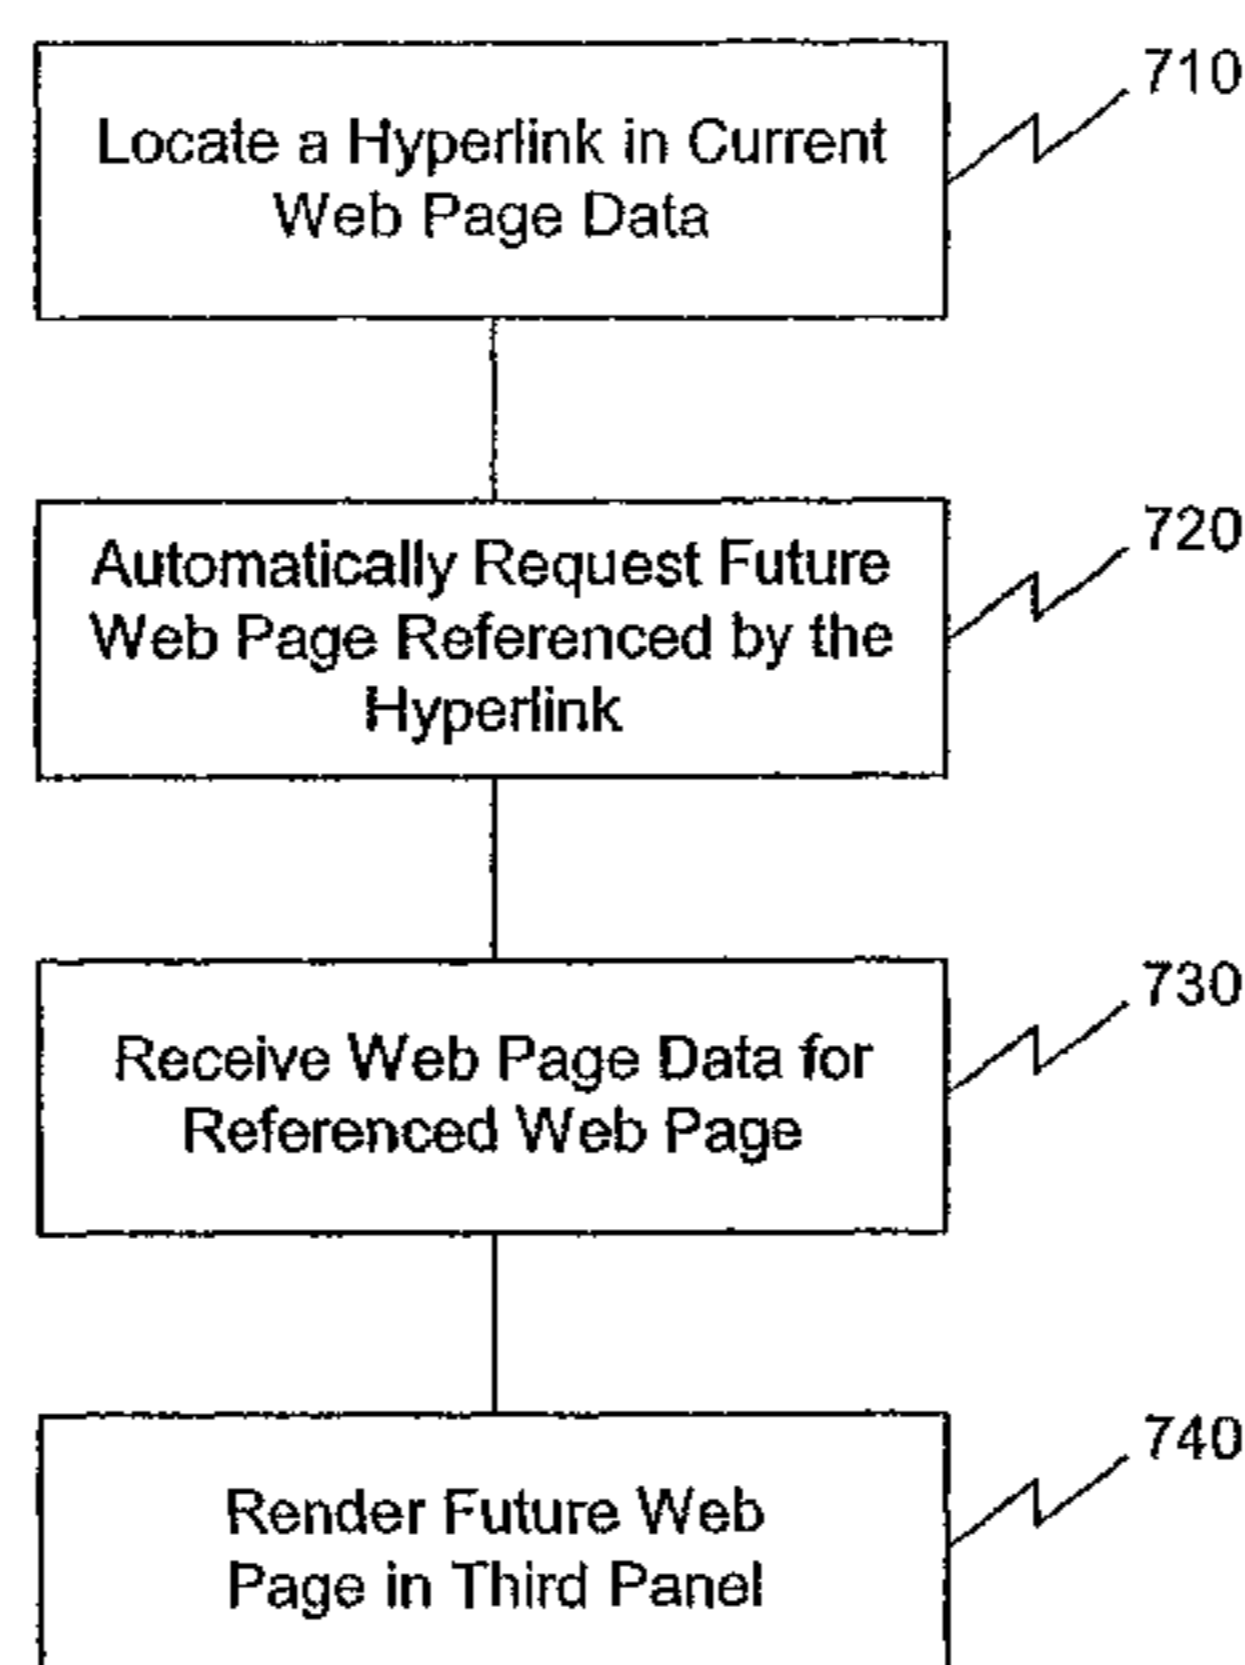 710
Locate a Hyperlink in Current
Web Page Data
720
Automatically Request Future
Web Page Referenced by the
Hyperlink
730
Receive Web Page Data for
Referenced Web Page
740
Render Future Web
Page in Third Panel